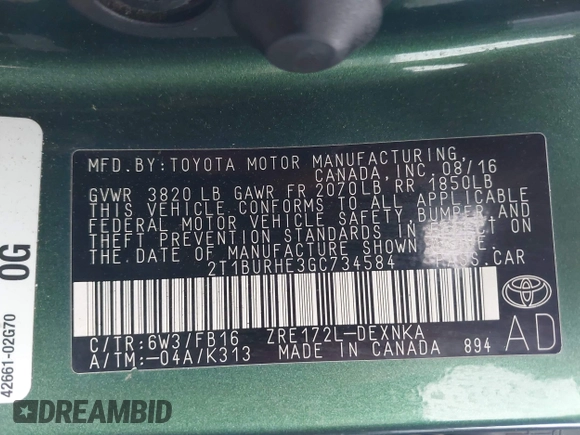 MFD.BY:TOYOTA MOTOR MANUFACTURING,
CANADA, INC. 08/16
GVWR 3820 LB GAWR FR 2070LB RR 1850LB
THIS VEHICLE CONFORMS TO ALL APPLICABLE
FEDERAL MOTOR VEHICLE SAFETY, BUMPER, AND
THEFT PREVENTION STANDARDS IN EFFECT ON
THE DATE OF MANUFACTURE SHOWN ABOVE.
2T1BURHE3GC734584 PASS.CAR
C/TR:6W3/FB16 ZRE172L-DEXNKA
A/TM:-04A/K313 MADE IN CANADA 894
AD
0G
42661-02G70
DREAMBID